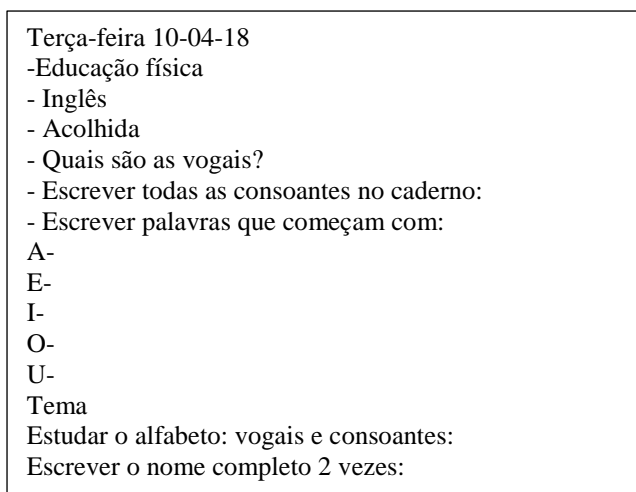 Terça-feira 10-04-18
-Educação física
- Inglês
- Acolhida
- Quais são as vogais?
- Escrever todas as consoantes no caderno:
- Escrever palavras que começam com:
A-
E-
I-
O-
U-
Tema
Estudar o alfabeto: vogais e consoantes:
Escrever o nome completo 2 vezes: